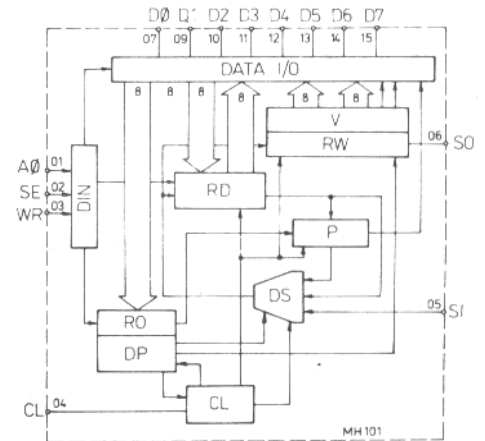 DØ D1 D2 D3 D4 D5 D6 D7
07 09 10 11 12 13 14 15
DATA I/O
8 8 8 8 8 8
V
RW
06 SO
AØ 01
SE 02
WR 03
DIN
RD
P
DS
05 SI
RO
DP
CL 04
CL
MH101